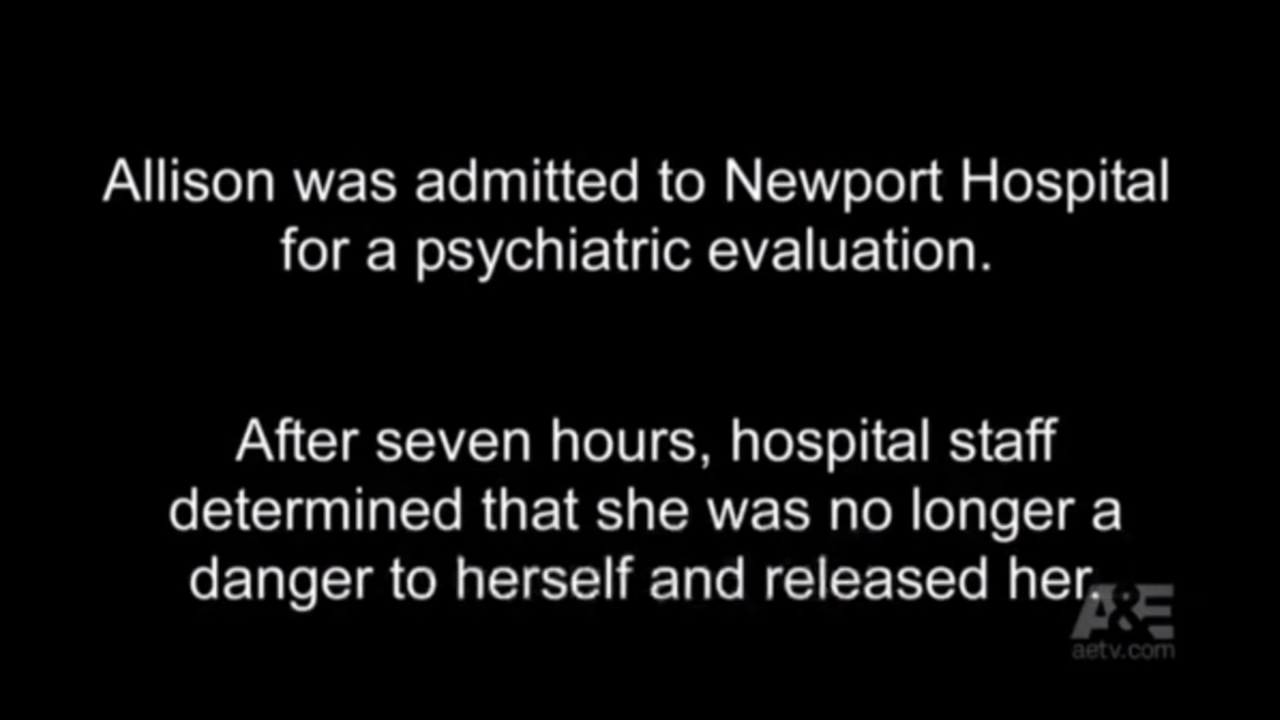 Allison was admitted to Newport Hospital
for a psychiatric evaluation.
After seven hours, hospital staff
determined that she was no longer a
danger to herself and released her.
A&E
aetv.com